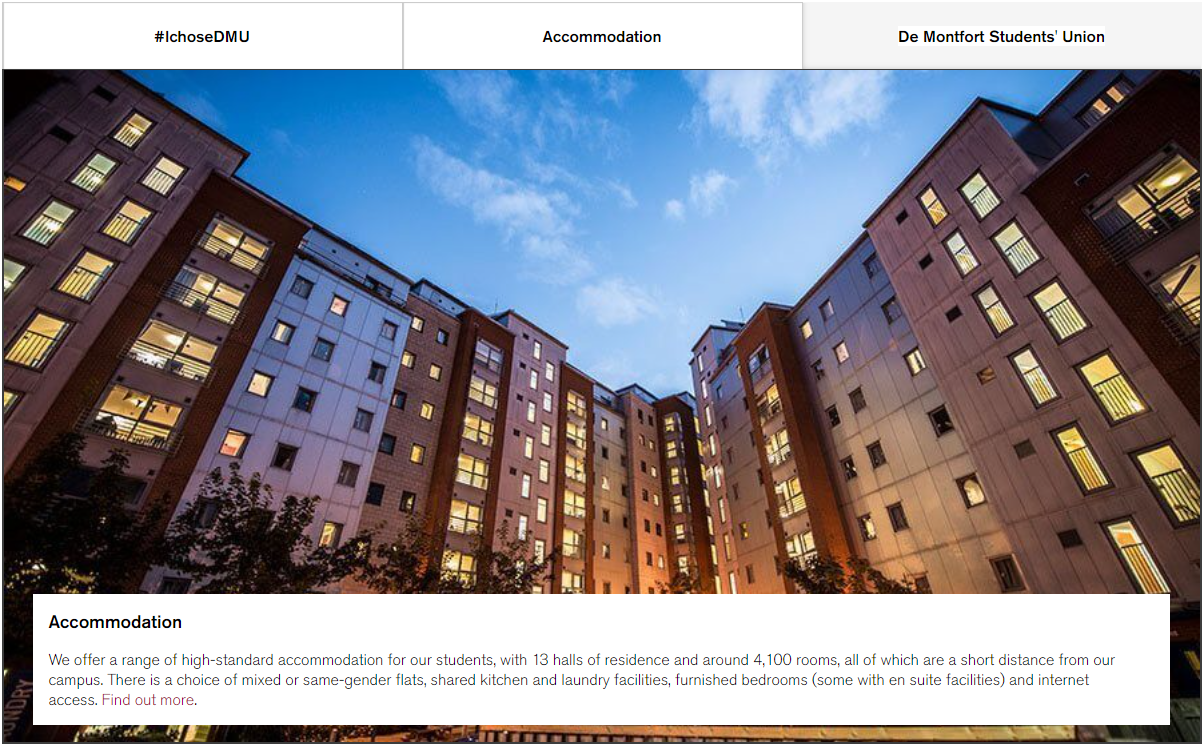 #IchoseDMU
Accommodation
De Montfort Students' Union
Accommodation
We offer a range of high-standard accommodation for our students, with 13 halls of residence and around 4,100 rooms, all of which are a short distance from our
campus. There is a choice of mixed or same-gender flats, shared kitchen and laundry facilities, furnished bedrooms (some with en suite facilities) and internet
access. Find out more.